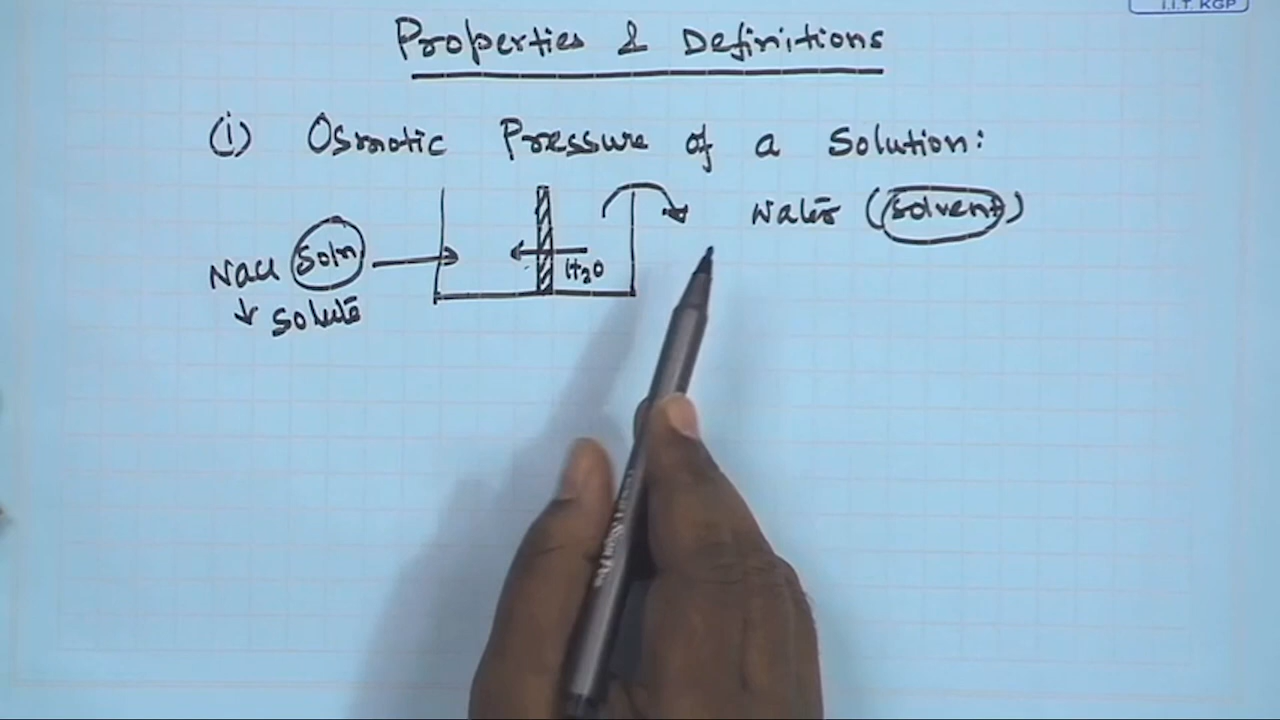 I.I.T. KGP
Properties & Definitions
(i) Osmotic Pressure of a Solution:
Water (Solvent)
NaCl Soln
H2O
↓ Solute